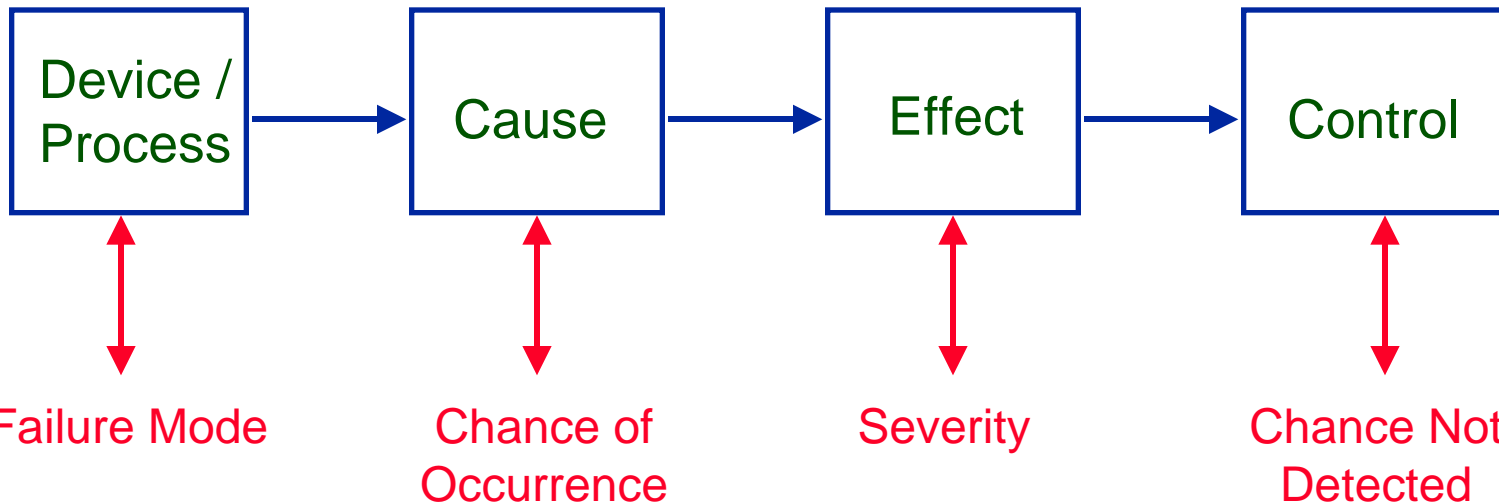 Device /
Process
Cause
Effect
Control
Failure Mode
Chance of
Occurrence
Severity
Chance Not
Detected